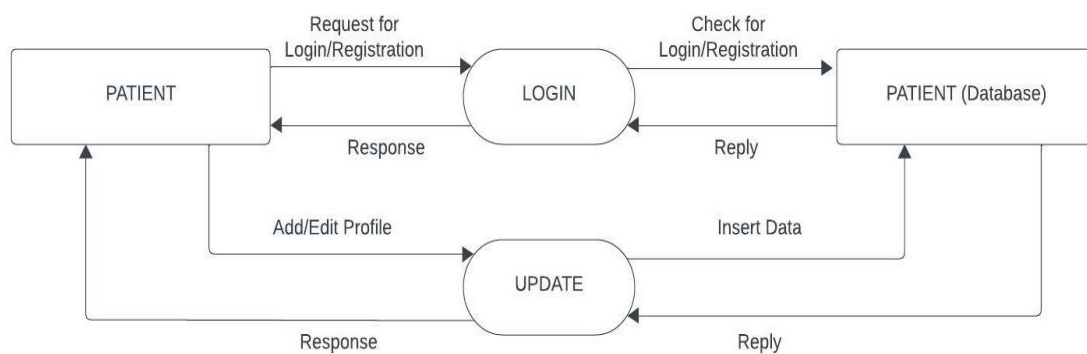 Request for
Login/Registration
Check for
Login/Registration
PATIENT
LOGIN
PATIENT (Database)
Response
Reply
Add/Edit Profile
Insert Data
UPDATE
Response
Reply